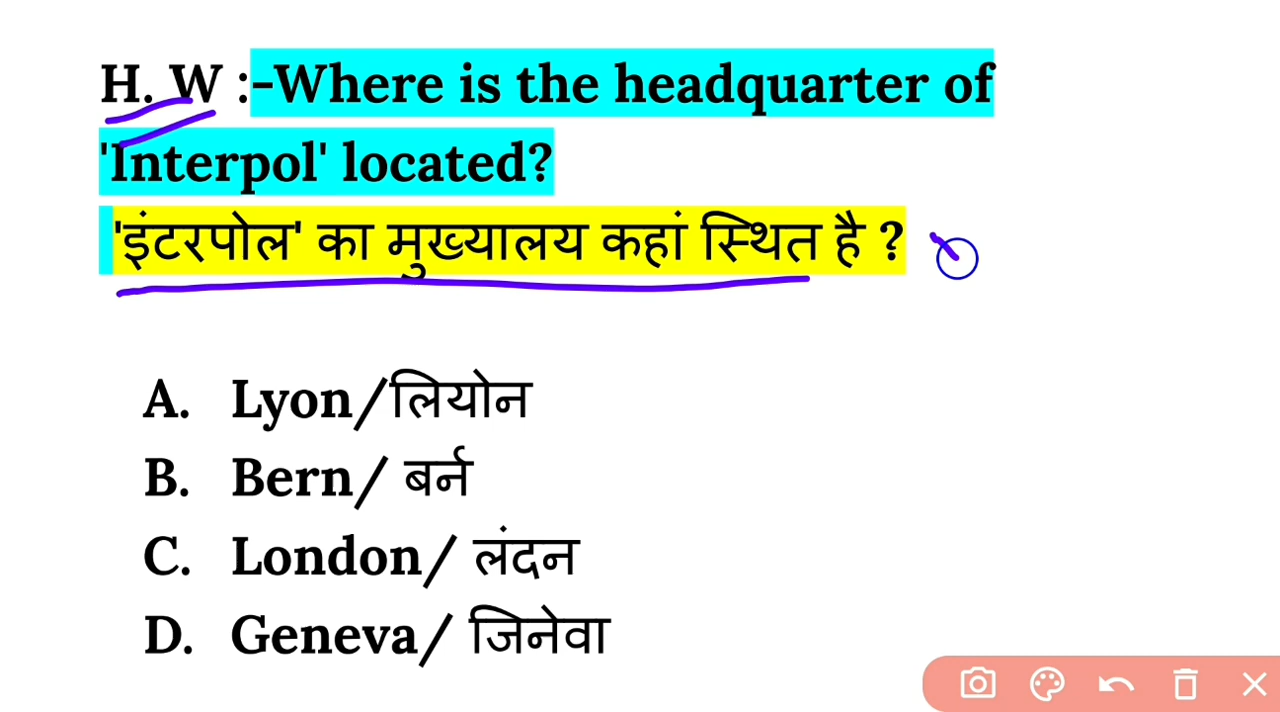 H. W :-Where is the headquarter of
'Interpol' located?
'इंटरपोल' का मुख्यालय कहां स्थित है ?
A. Lyon/लियोन
B. Bern/ बर्न
C. London/ लंदन
D. Geneva/ जिनेवा